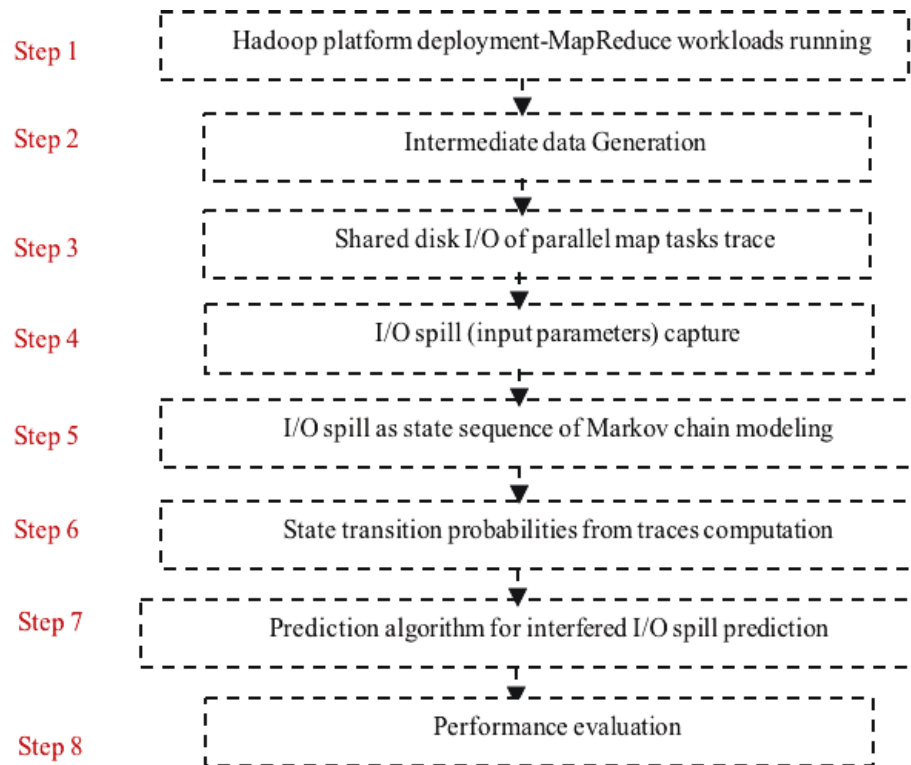 Step 1
Hadoop platform deployment-MapReduce workloads running
Step 2
Intermediate data Generation
Step 3
Shared disk I/O of parallel map tasks trace
Step 4
I/O spill (input parameters) capture
Step 5
I/O spill as state sequence of Markov chain modeling
Step 6
State transition probabilities from traces computation
Step 7
Prediction algorithm for interfered I/O spill prediction
Step 8
Performance evaluation